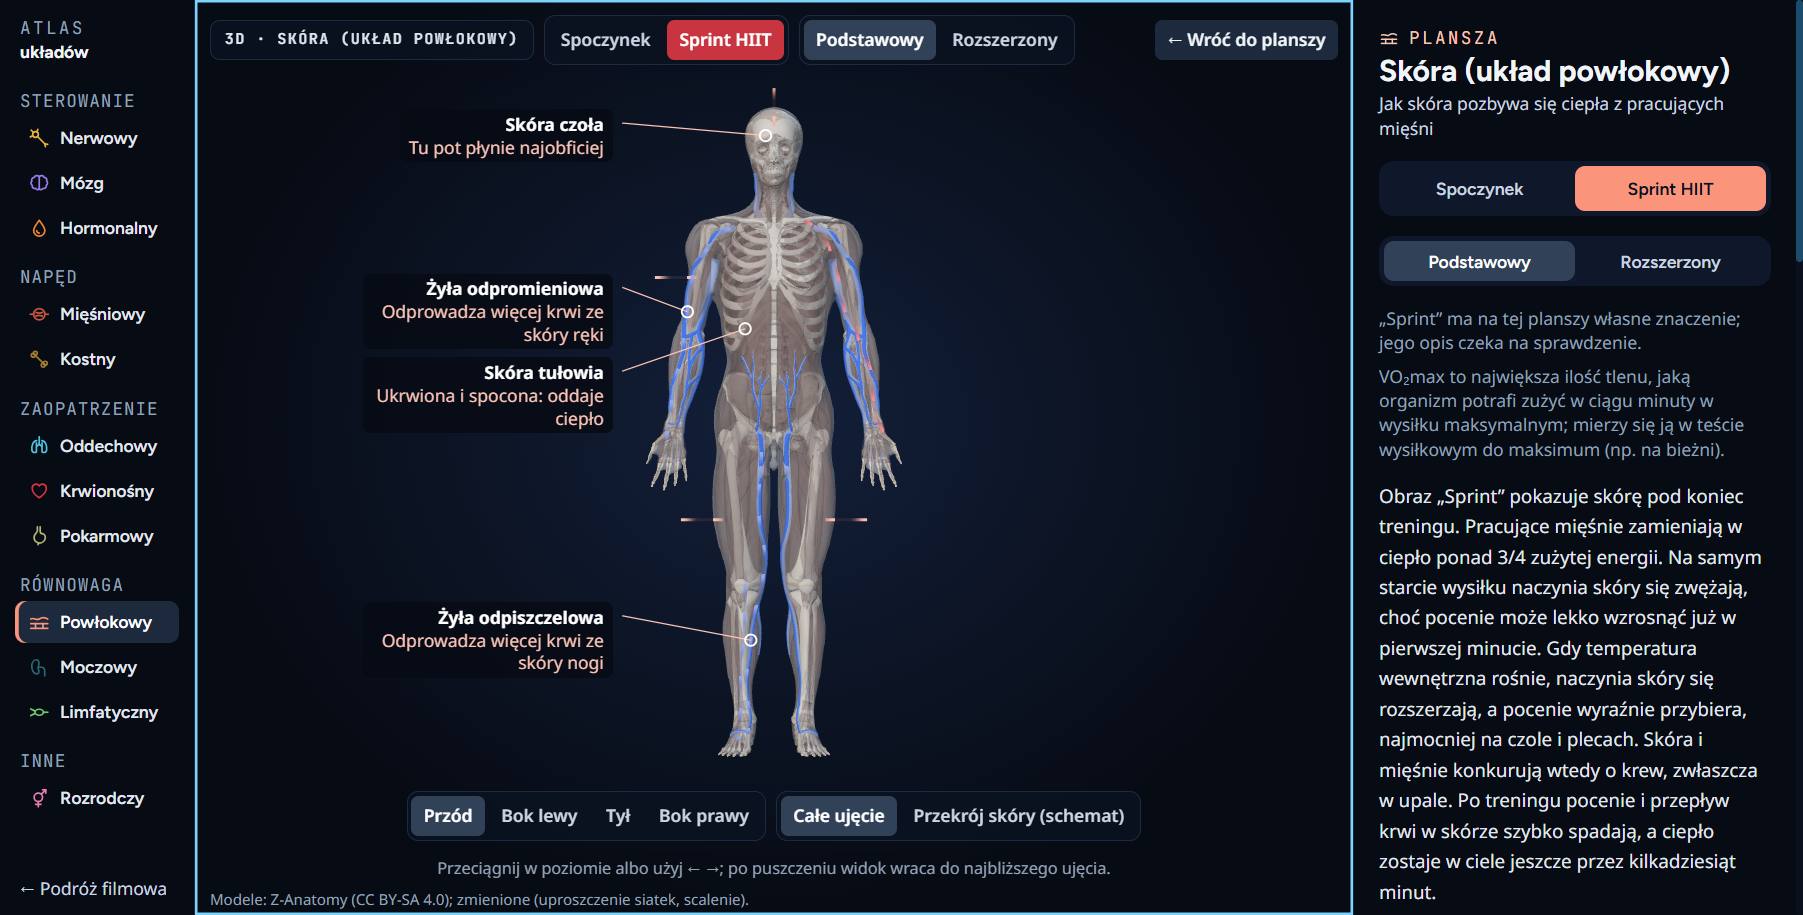 ATLAS
układów
STEROWANIE
Nerwowy
Mózg
Hormonalny
NAPĘD
Mięśniowy
Kostny
ZAOPATRZENIE
Oddechowy
Krwionośny
Pokarmowy
RÓWNOWAGA
Powłokowy
Moczowy
Limfatyczny
INNE
Rozrodczy
← Podróż filmowa
3D · SKÓRA (UKŁAD POWŁOKOWY)
Spoczynek
Sprint HIIT
Podstawowy
Rozszerzony
← Wróć do planszy
Skóra czoła
Tu pot płynie najobficiej
Żyła odpromieniowa
Odprowadza więcej krwi ze
skóry ręki
Skóra tułowia
Ukrwiona i spocona: oddaje
ciepło
Żyła odpiszczelowa
Odprowadza więcej krwi ze
skóry nogi
Przód
Bok lewy
Tył
Bok prawy
Całe ujęcie
Przekrój skóry (schemat)
Przeciągnij w poziomie albo użyj ← →; po puszczeniu widok wraca do najbliższego ujęcia.
Modele: Z-Anatomy (CC BY-SA 4.0); zmienione (uproszczenie siatek, scalenie).
PLANSZA
Skóra (układ powłokowy)
Jak skóra pozbywa się ciepła z pracujących
mięśni
Spoczynek
Sprint HIIT
Podstawowy
Rozszerzony
„Sprint” ma na tej planszy własne znaczenie;
jego opis czeka na sprawdzenie.
VO₂max to największa ilość tlenu, jaką
organizm potrafi zużyć w ciągu minuty w
wysiłku maksymalnym; mierzy się ją w teście
wysiłkowym do maksimum (np. na bieżni).
Obraz „Sprint” pokazuje skórę pod koniec
treningu. Pracujące mięśnie zamieniają w
ciepło ponad 3/4 zużytej energii. Na samym
starcie wysiłku naczynia skóry się zwężają,
choć pocenie może lekko wzrosnąć już w
pierwszej minucie. Gdy temperatura
wewnętrzna rośnie, naczynia skóry się
rozszerzają, a pocenie wyraźnie przybiera,
najmocniej na czole i plecach. Skóra i
mięśnie konkurują wtedy o krew, zwłaszcza
w upale. Po treningu pocenie i przepływ
krwi w skórze szybko spadają, a ciepło
zostaje w ciele jeszcze przez kilkadziesiąt
minut.